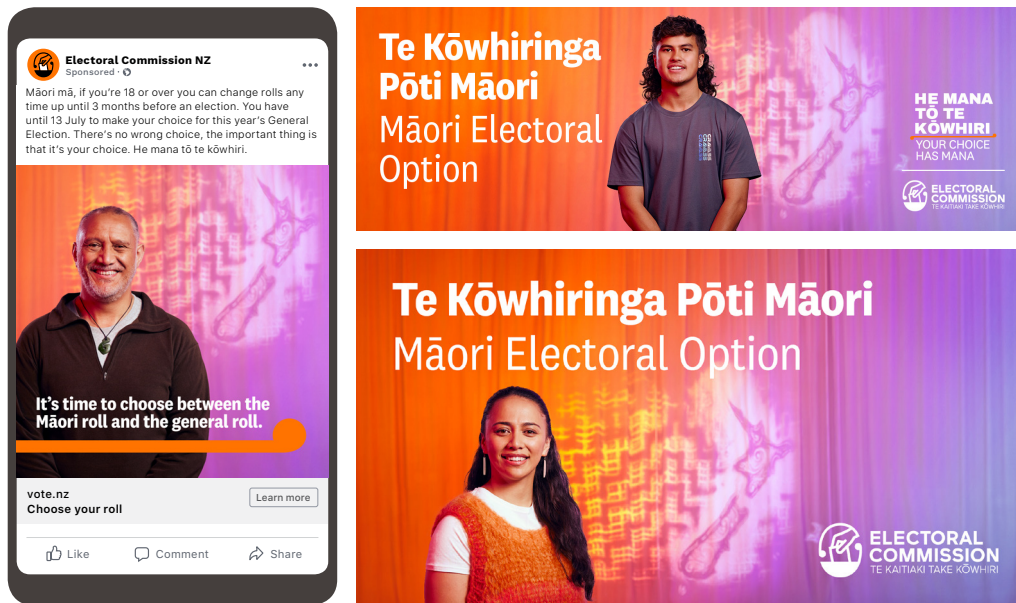 Electoral Commission NZ
Sponsored ·
Māori mā, if you’re 18 or over you can change rolls any
time up until 3 months before an election. You have
until 13 July to make your choice for this year’s General
Election. There’s no wrong choice, the important thing is
that it’s your choice. He mana tō te kōwhiri.
It’s time to choose between the
Māori roll and the general roll.
vote.nz
Choose your roll
Learn more
Like
Comment
Share
Te Kōwhiringa
Pōti Māori
Māori Electoral
Option
HE MANA
TŌ TE
KŌWHIRI
YOUR CHOICE
HAS MANA
ELECTORAL
COMMISSION
TE KAITIAKI TAKE KŌWHIRI
Te Kōwhiringa Pōti Māori
Māori Electoral Option
ELECTORAL
COMMISSION
TE KAITIAKI TAKE KŌWHIRI